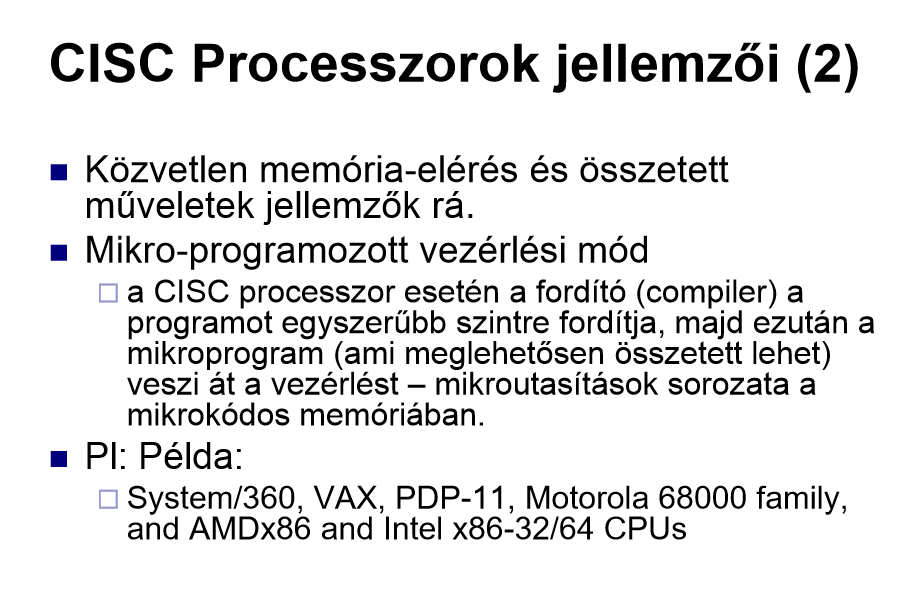 CISC Processzorok jellemzői (2)
Közvetlen memória-elérés és összetett
műveletek jellemzők rá.
Mikro-programozott vezérlési mód
a CISC processzor esetén a fordító (compiler) a
programot egyszerűbb szintre fordítja, majd ezután a
mikroprogram (ami meglehetősen összetett lehet)
veszi át a vezérlést – mikroutasítások sorozata a
mikrokódos memóriában.
Pl: Példa:
System/360, VAX, PDP-11, Motorola 68000 family,
and AMDx86 and Intel x86-32/64 CPUs